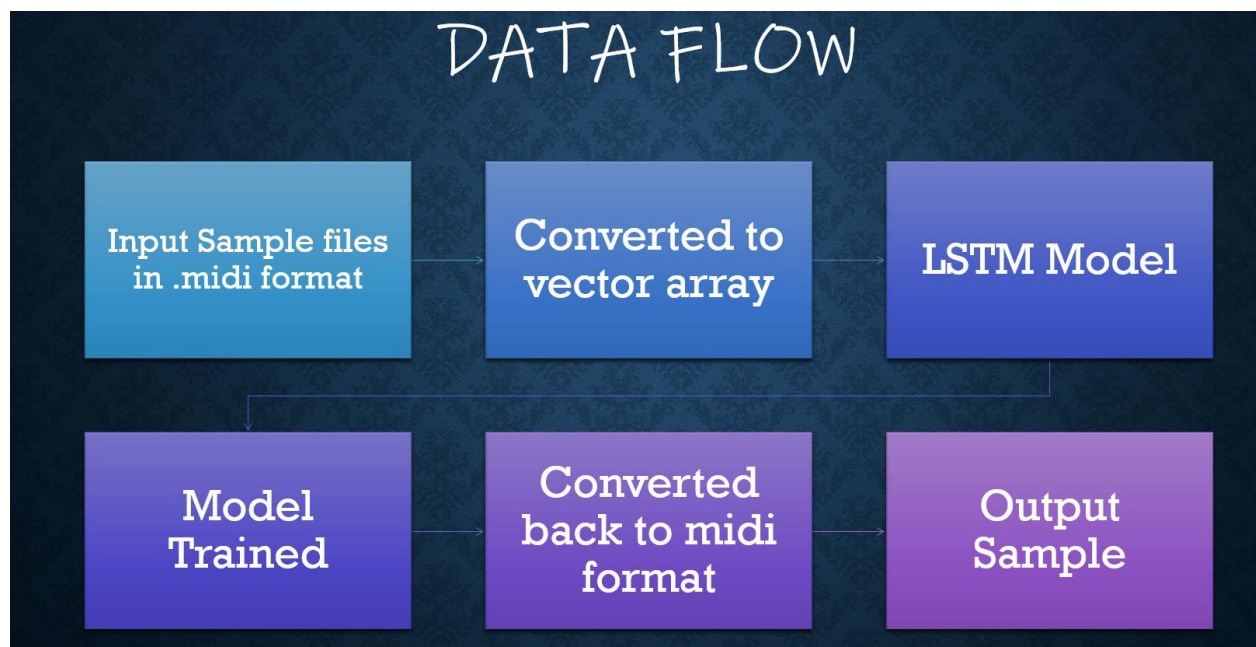 DATA FLOW
Input Sample files
in .midi format
Converted to
vector array
LSTM Model
Model
Trained
Converted
back to midi
format
Output
Sample